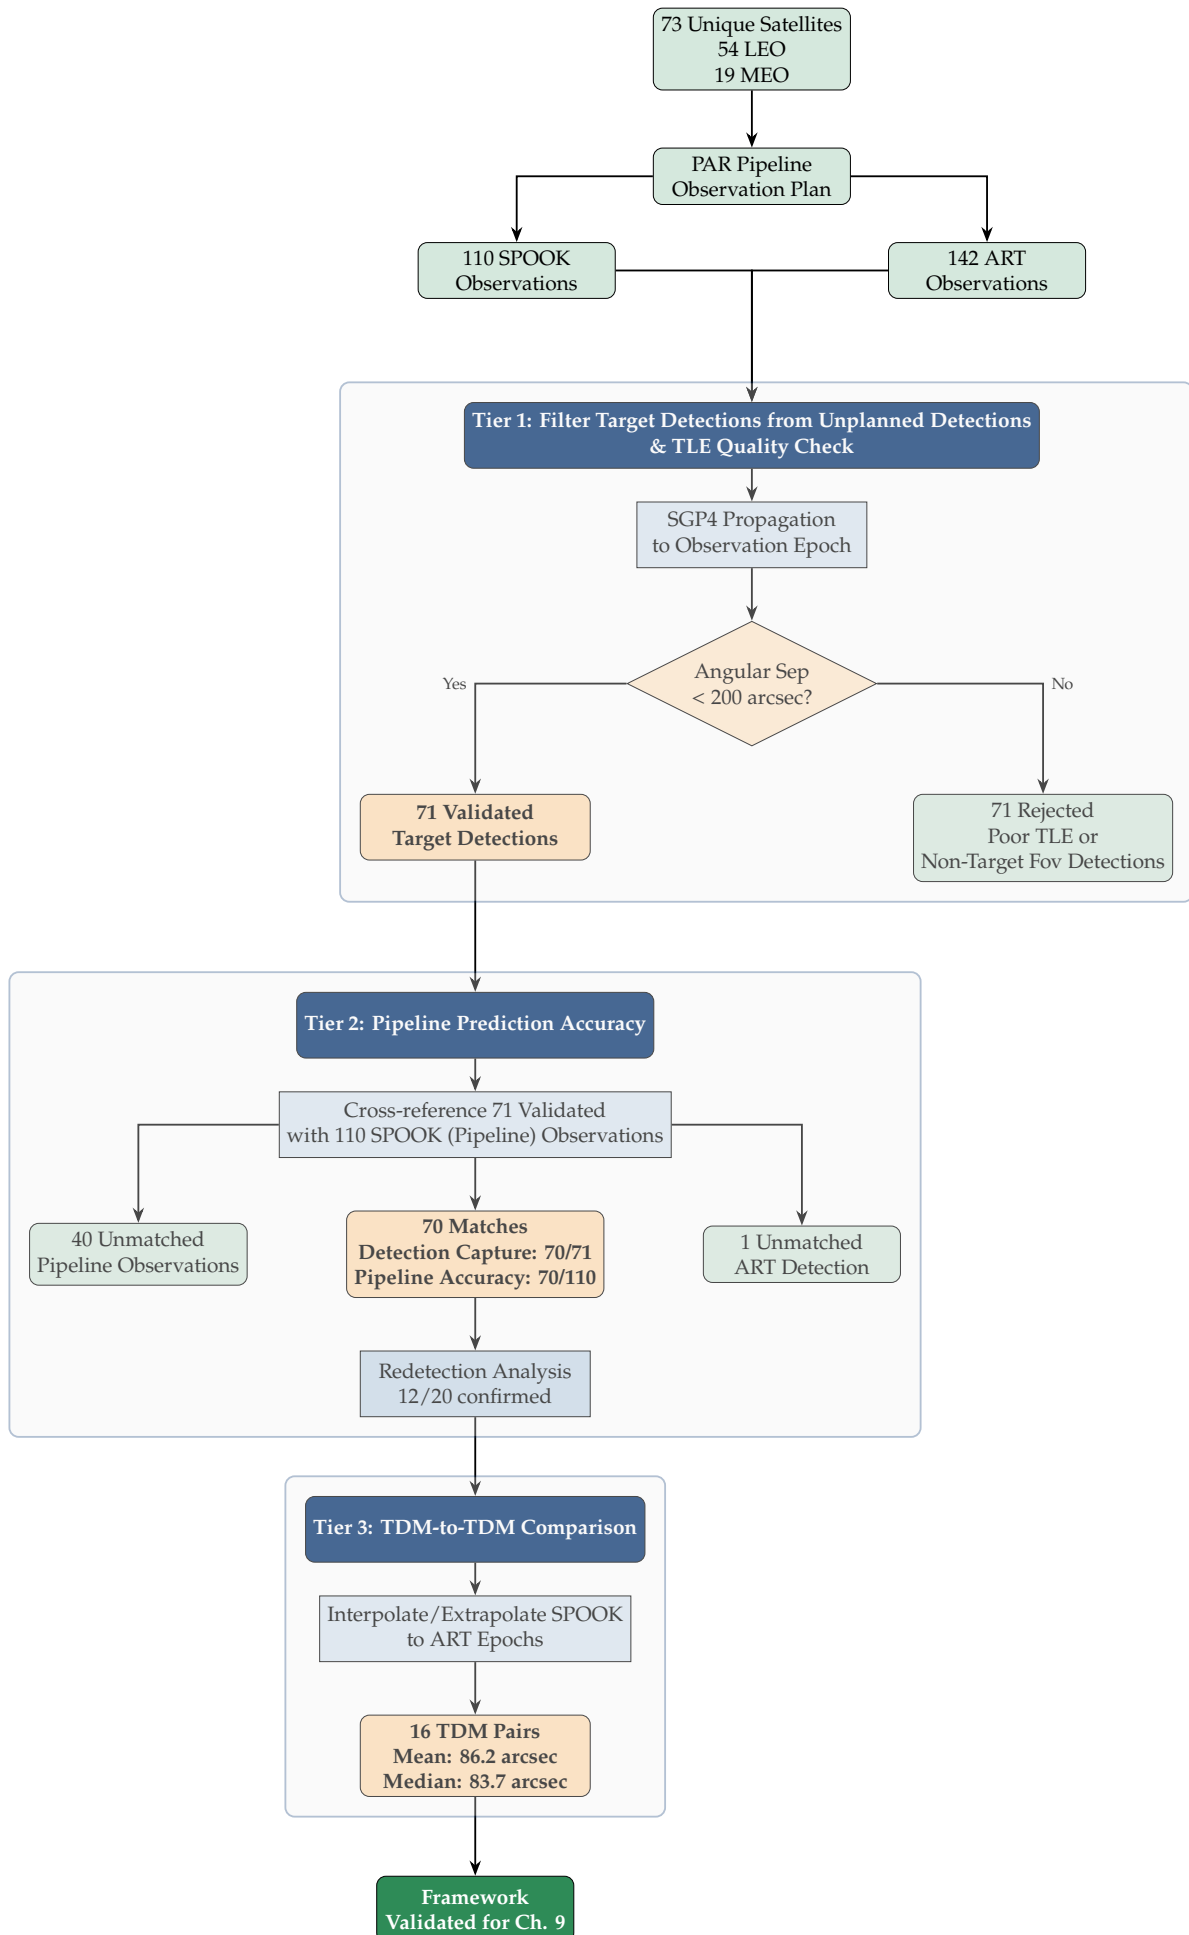 73 Unique Satellites
54 LEO
19 MEO
PAR Pipeline
Observation Plan
110 SPOOK
Observations
142 ART
Observations
Tier 1: Filter Target Detections from Unplanned Detections
& TLE Quality Check
SGP4 Propagation
to Observation Epoch
Angular Sep
< 200 arcsec?
Yes
No
71 Validated
Target Detections
71 Rejected
Poor TLE or
Non-Target Fov Detections
Tier 2: Pipeline Prediction Accuracy
Cross-reference 71 Validated
with 110 SPOOK (Pipeline) Observations
40 Unmatched
Pipeline Observations
70 Matches
Detection Capture: 70/71
Pipeline Accuracy: 70/110
1 Unmatched
ART Detection
Redetection Analysis
12/20 confirmed
Tier 3: TDM-to-TDM Comparison
Interpolate/Extrapolate SPOOK
to ART Epochs
16 TDM Pairs
Mean: 86.2 arcsec
Median: 83.7 arcsec
Framework
Validated for Ch. 9